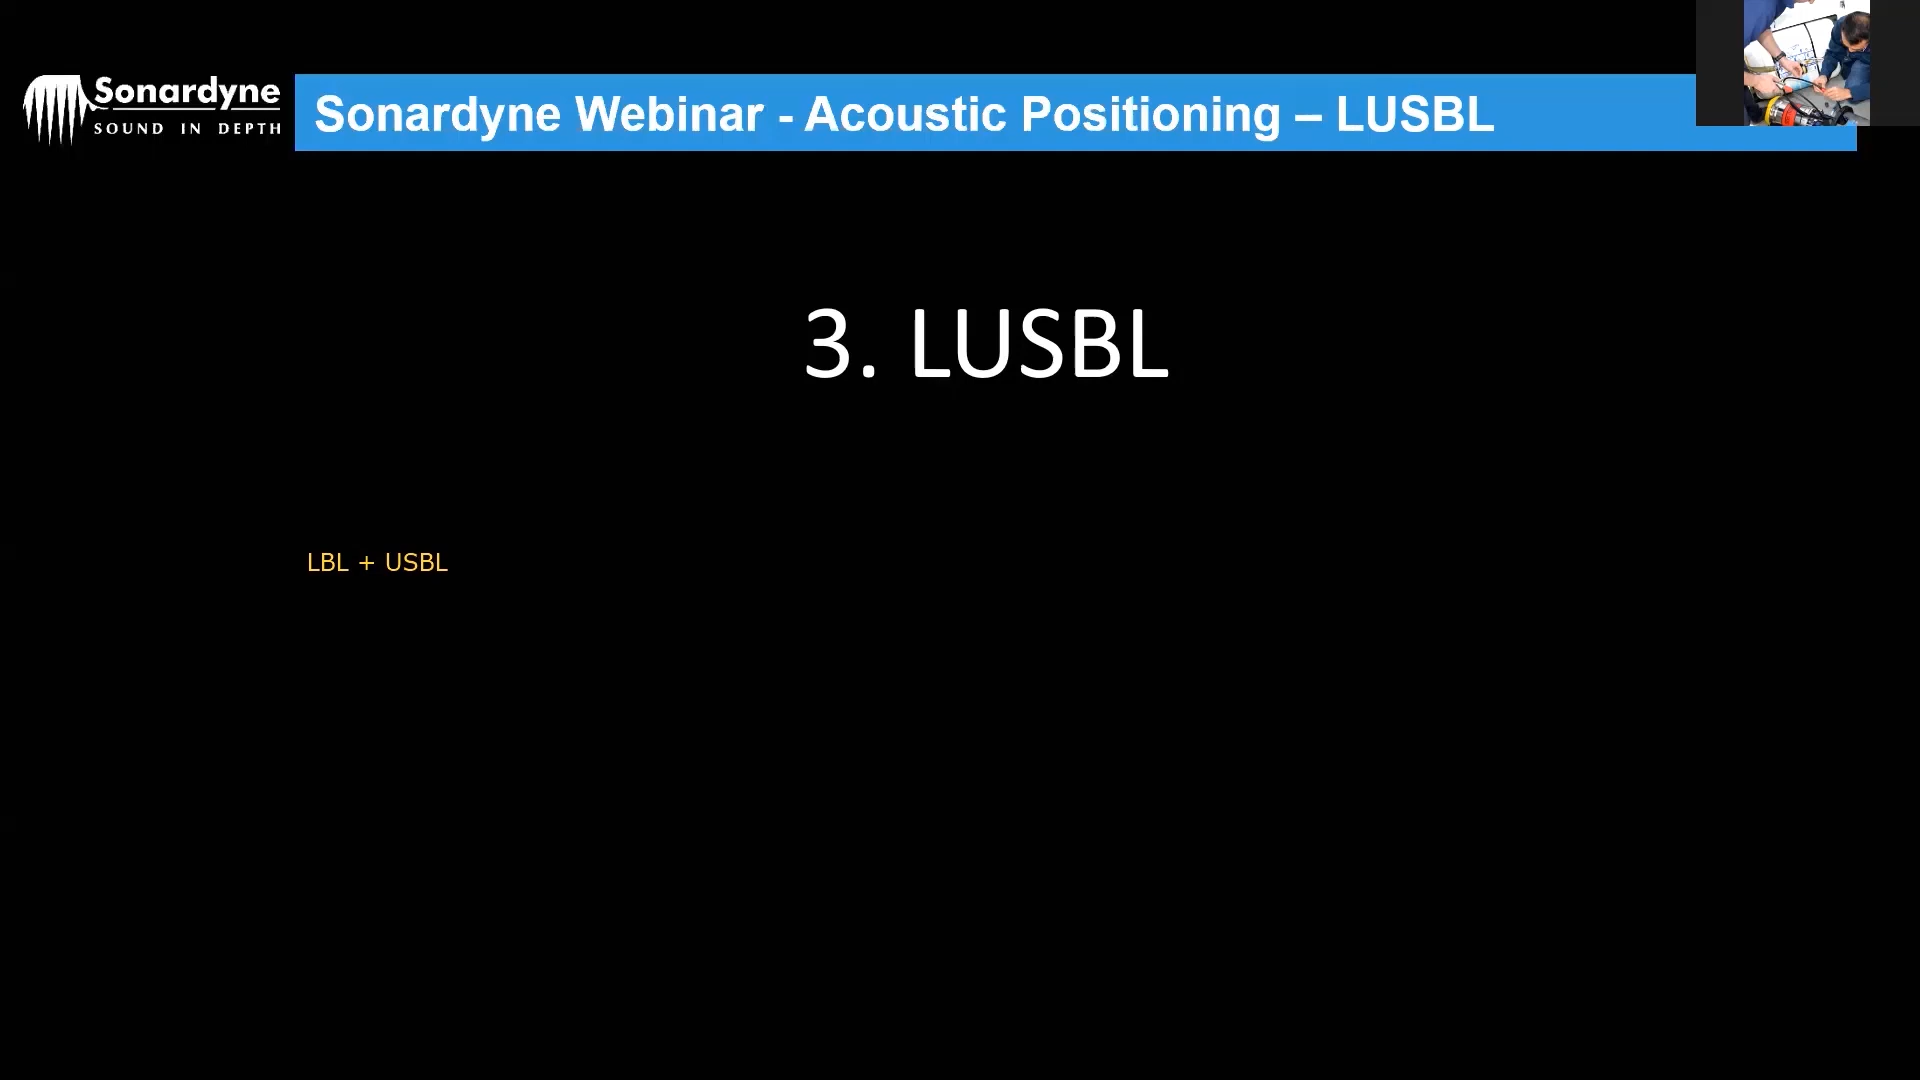 Sonardyne
SOUND IN DEPTH
Sonardyne Webinar - Acoustic Positioning – LUSBL
3. LUSBL
LBL + USBL